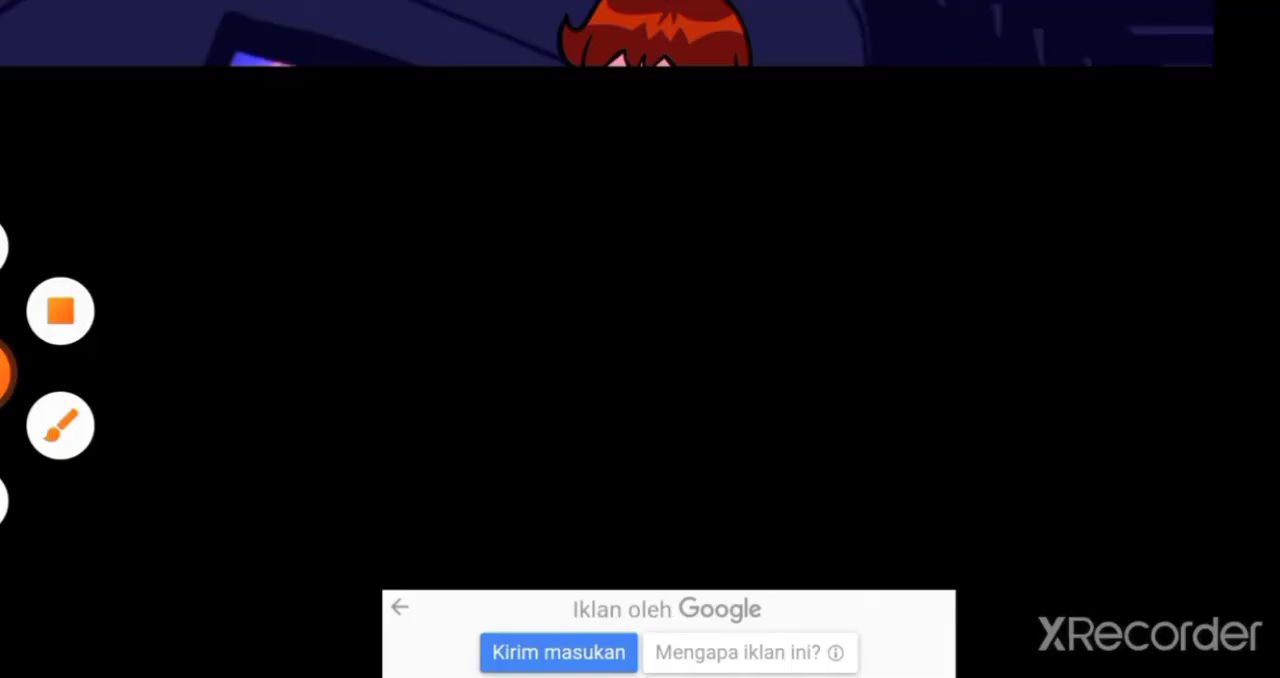 Iklan oleh Google
Kirim masukan
Mengapa iklan ini?
XRecorder